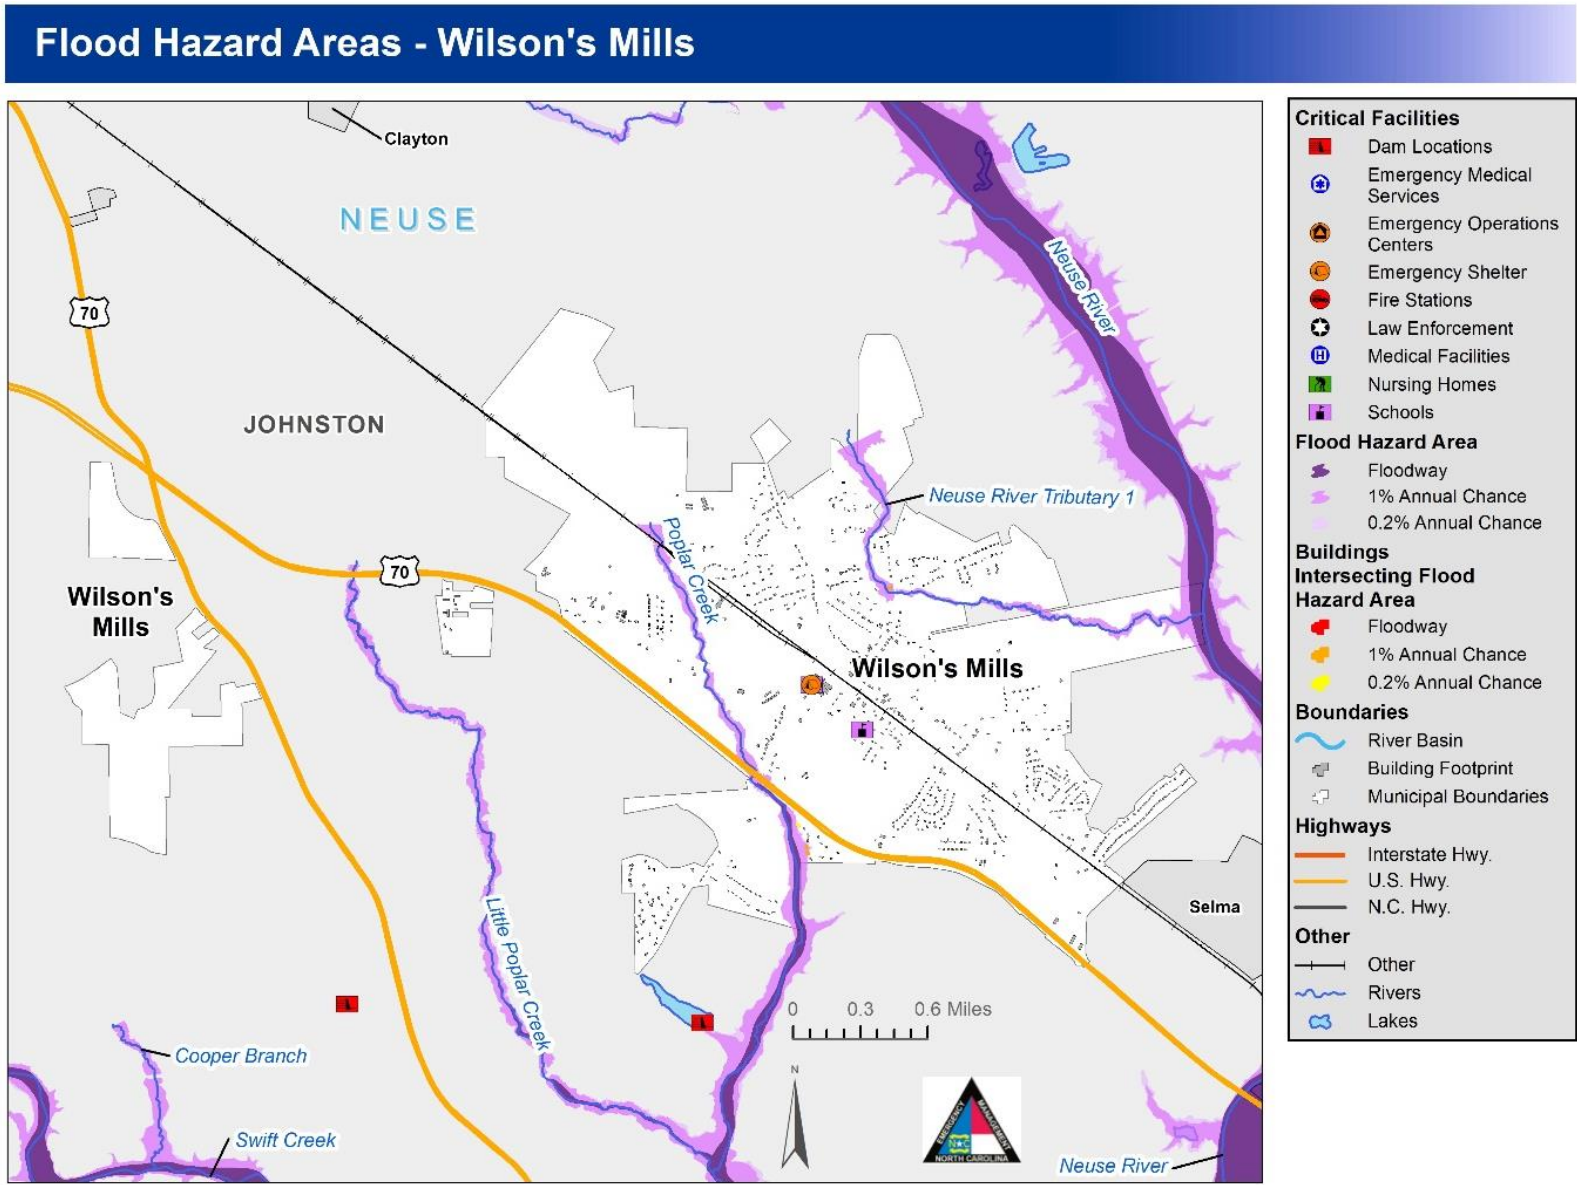 Flood Hazard Areas - Wilson's Mills
Clayton
NEUSE
70
Neuse River
JOHNSTON
Neuse River Tributary 1
Poplar Creek
70
Wilson's
Mills
Wilson's Mills
Selma
Little Poplar Creek
0 0.3 0.6 Miles
Cooper Branch
N
Swift Creek
EMERGENCY
MANAGEMENT
N C
NORTH CAROLINA
Neuse River
Critical Facilities
Dam Locations
Emergency Medical
Services
Emergency Operations
Centers
Emergency Shelter
Fire Stations
Law Enforcement
H
Medical Facilities
Nursing Homes
Schools
Flood Hazard Area
Floodway
1% Annual Chance
0.2% Annual Chance
Buildings
Intersecting Flood
Hazard Area
Floodway
1% Annual Chance
0.2% Annual Chance
Boundaries
River Basin
Building Footprint
Municipal Boundaries
Highways
Interstate Hwy.
U.S. Hwy.
N.C. Hwy.
Other
Other
Rivers
Lakes